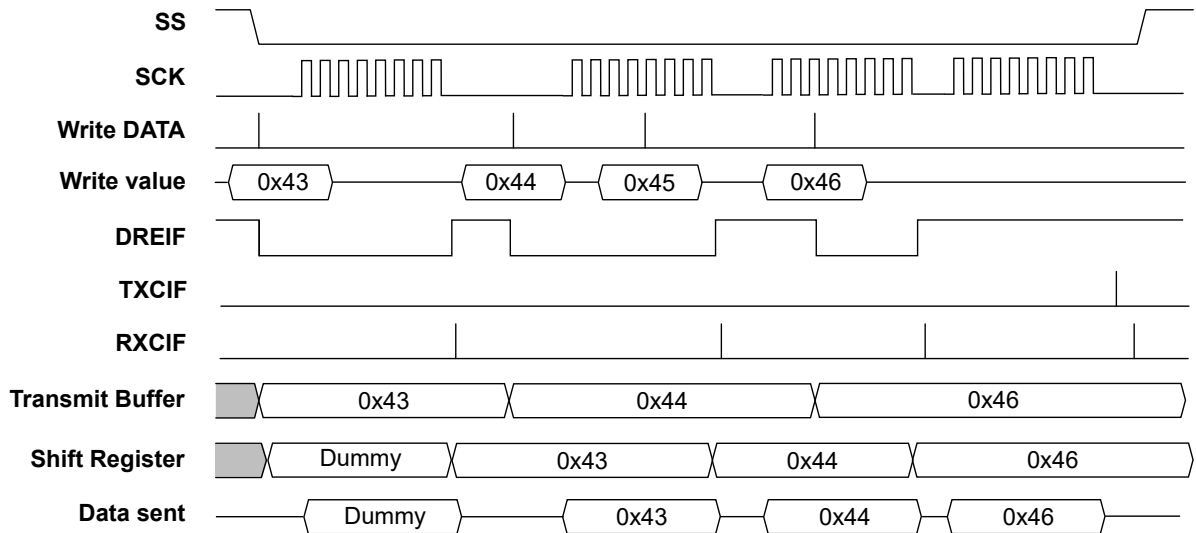 SS
SCK
Write DATA
Write value 0x43 0x44 0x45 0x46
DREIF
TXCIF
RXCIF
Transmit Buffer 0x43 0x44 0x46
Shift Register Dummy 0x43 0x44 0x46
Data sent Dummy 0x43 0x44 0x46